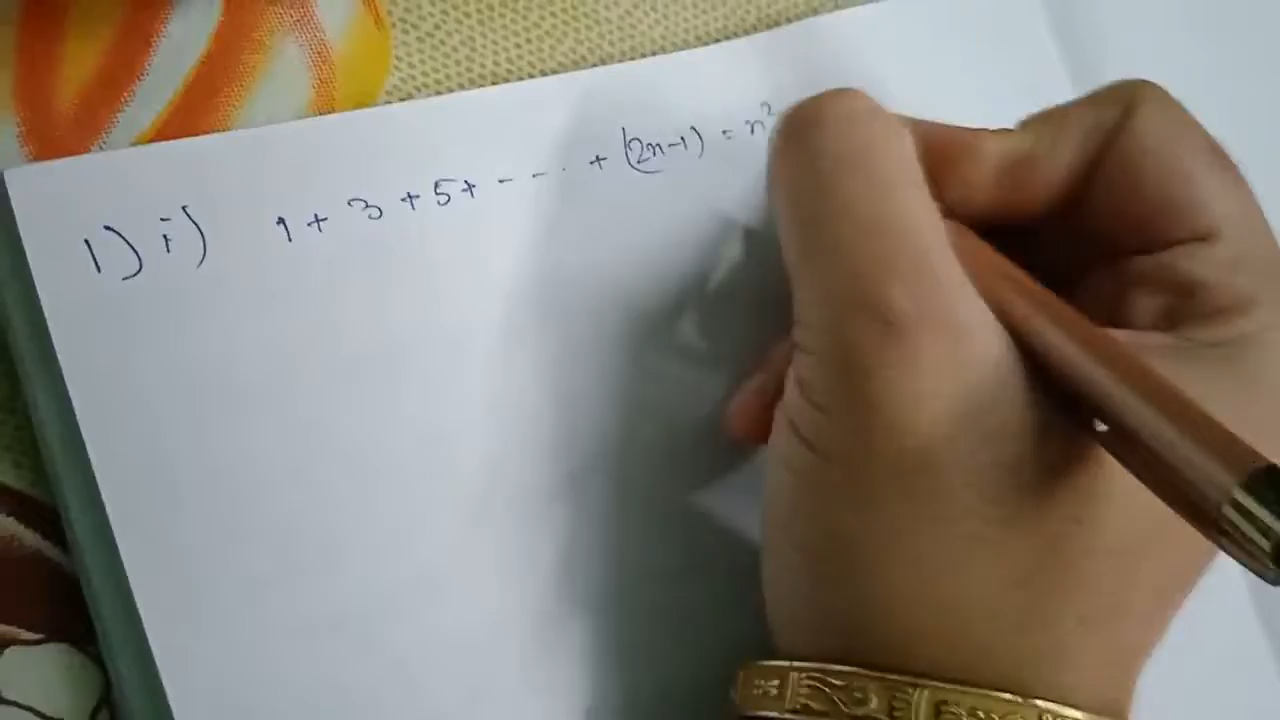 1) i) 1 + 3 + 5 + - - - - + (2n-1) = n²